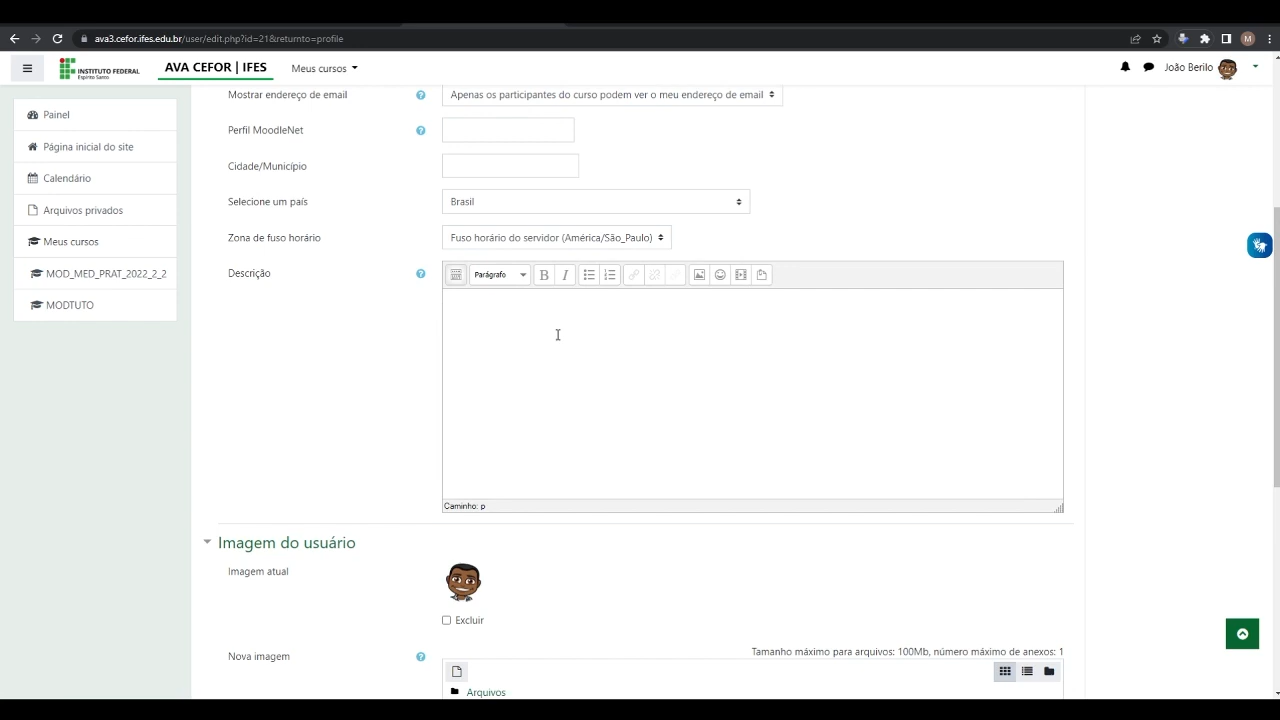 ava3.cefor.ifes.edu.br/user/edit.php?id=21&returnto=profile
M
INSTITUTO FEDERAL
Espírito Santo
AVA CEFOR | IFES
Meus cursos
João Berilo
Painel
Página inicial do site
Calendário
Arquivos privados
Meus cursos
MOD_MED_PRAT_2022_2_2
MODTUTO
Mostrar endereço de email
Apenas os participantes do curso podem ver o meu endereço de email
Perfil MoodleNet
Cidade/Município
Selecione um país
Brasil
Zona de fuso horário
Fuso horário do servidor (América/São_Paulo)
Descrição
Parágrafo
B I
Caminho: p
Imagem do usuário
Imagem atual
Excluir
Nova imagem
Tamanho máximo para arquivos: 100Mb, número máximo de anexos: 1
Arquivos